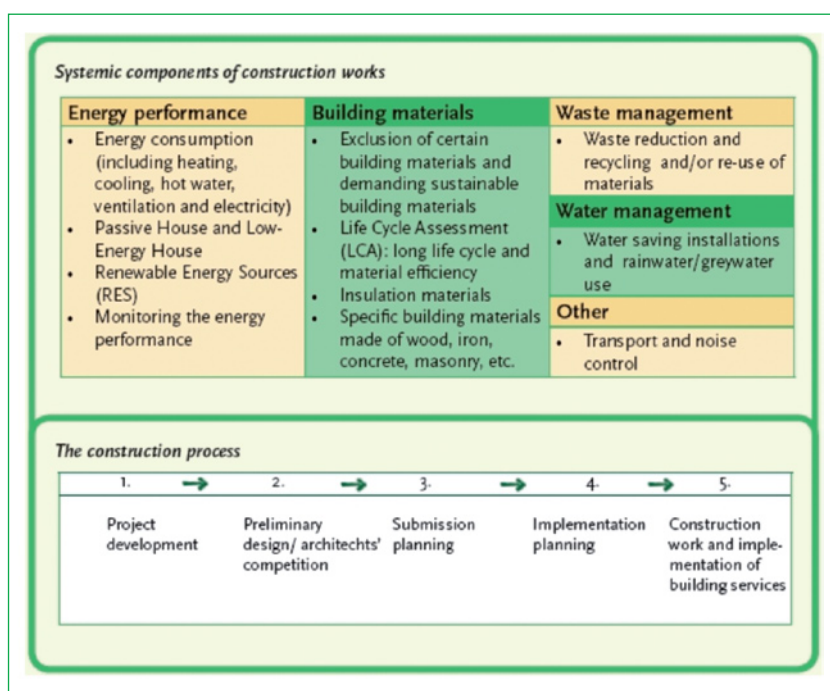 Systemic components of construction works
Energy performance
• Energy consumption
(including heating,
cooling, hot water,
ventilation and electricity)
• Passive House and Low-
Energy House
• Renewable Energy Sources
(RES)
• Monitoring the energy
performance
Building materials
• Exclusion of certain
building materials and
demanding sustainable
building materials
• Life Cycle Assessment
(LCA): long life cycle and
material efficiency
• Insulation materials
• Specific building materials
made of wood, iron,
concrete, masonry, etc.
Waste management
• Waste reduction and
recycling and/or re-use of
materials
Water management
• Water saving installations
and rainwater/greywater
use
Other
• Transport and noise
control
The construction process
1. → 2. → 3. → 4. → 5.
Project
development
Preliminary
design/ architechts'
competition
Submission
planning
Implementation
planning
Construction
work and imple-
mentation of
building services